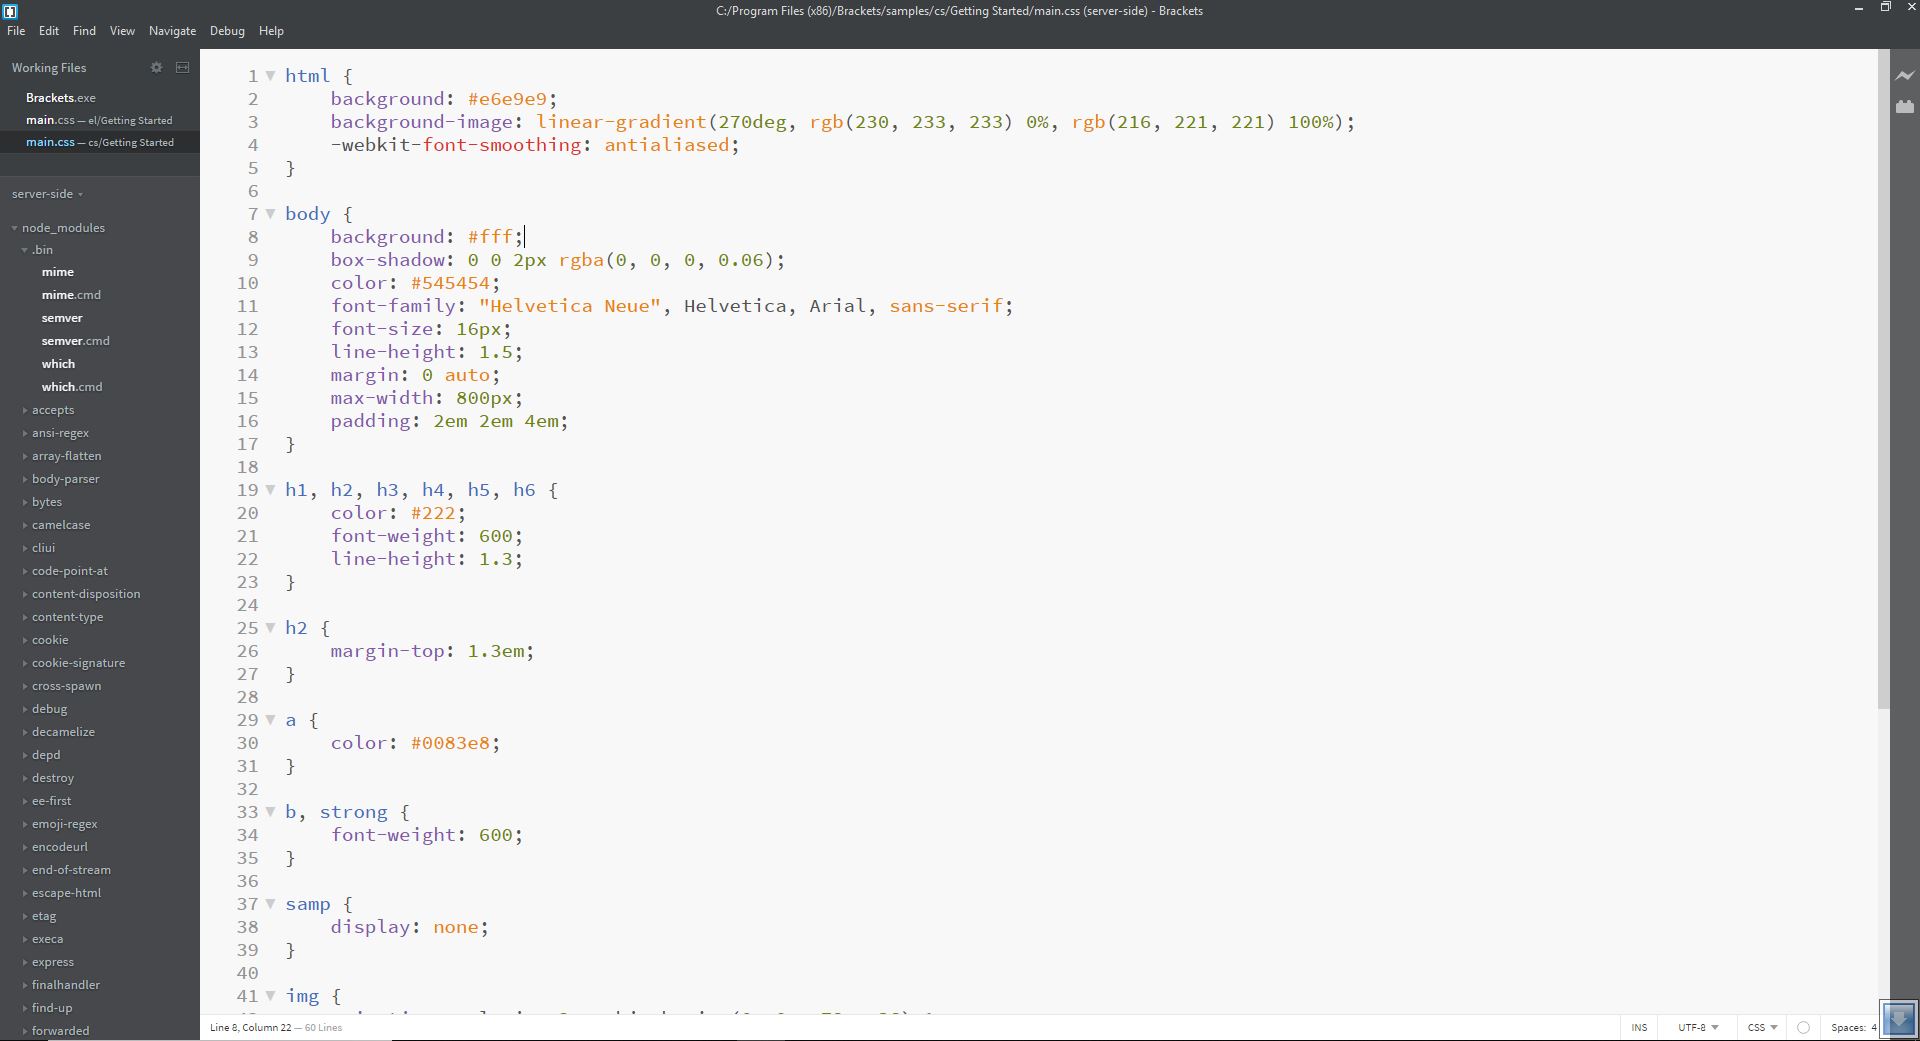 C:/Program Files (x86)/Brackets/samples/cs/Getting Started/main.css (server-side) - Brackets
File Edit Find View Navigate Debug Help
Working Files
Brackets.exe
main.css — el/Getting Started
main.css — cs/Getting Started
server-side
node_modules
.bin
mime
mime.cmd
semver
semver.cmd
which
which.cmd
accepts
ansi-regex
array-flatten
body-parser
bytes
camelcase
cliui
code-point-at
content-disposition
content-type
cookie
cookie-signature
cross-spawn
debug
decamelize
depd
destroy
ee-first
emoji-regex
encodeurl
end-of-stream
escape-html
etag
execa
express
finalhandler
find-up
forwarded
1 html {
2 background: #e6e9e9;
3 background-image: linear-gradient(270deg, rgb(230, 233, 233) 0%, rgb(216, 221, 221) 100%);
4 -webkit-font-smoothing: antialiased;
5 }
6
7 body {
8 background: #fff;
9 box-shadow: 0 0 2px rgba(0, 0, 0, 0.06);
10 color: #545454;
11 font-family: "Helvetica Neue", Helvetica, Arial, sans-serif;
12 font-size: 16px;
13 line-height: 1.5;
14 margin: 0 auto;
15 max-width: 800px;
16 padding: 2em 2em 4em;
17 }
18
19 h1, h2, h3, h4, h5, h6 {
20 color: #222;
21 font-weight: 600;
22 line-height: 1.3;
23 }
24
25 h2 {
26 margin-top: 1.3em;
27 }
28
29 a {
30 color: #0083e8;
31 }
32
33 b, strong {
34 font-weight: 600;
35 }
36
37 samp {
38 display: none;
39 }
40
41 img {
Line 8, Column 22 — 60 Lines
INS UTF-8 CSS Spaces: 4